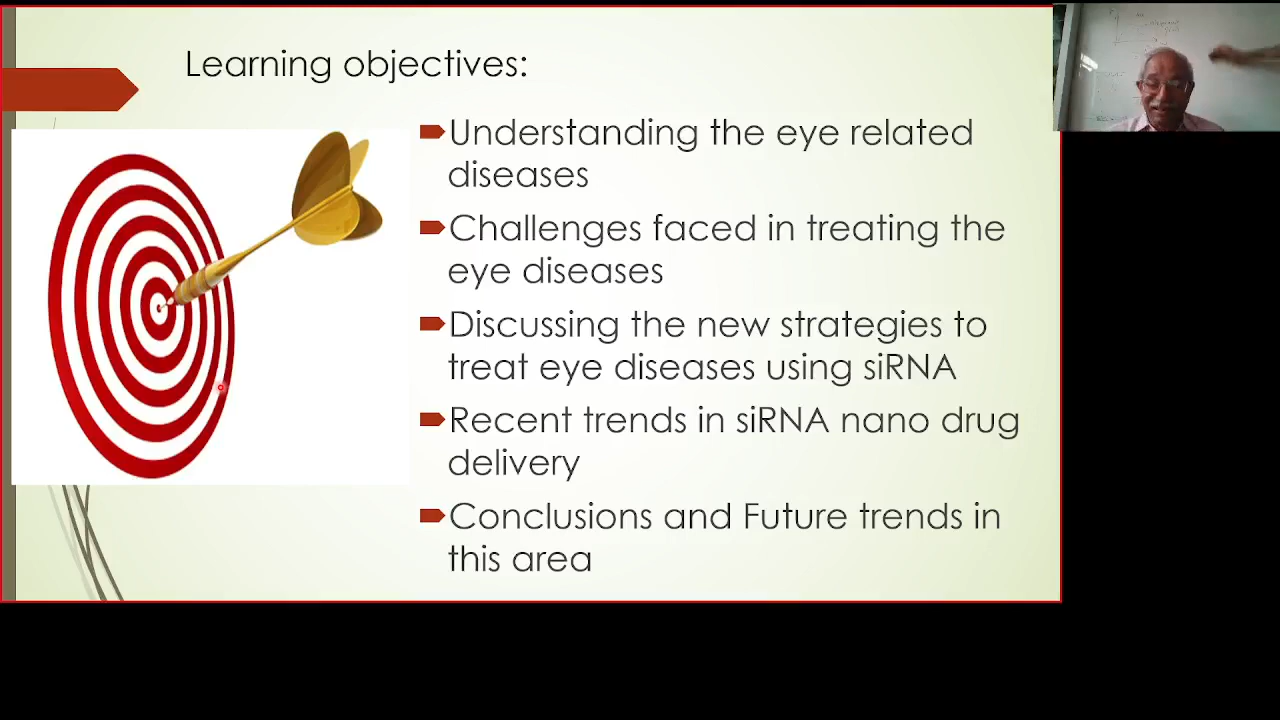 Learning objectives:
Understanding the eye related
diseases
Challenges faced in treating the
eye diseases
Discussing the new strategies to
treat eye diseases using siRNA
Recent trends in siRNA nano drug
delivery
Conclusions and Future trends in
this area